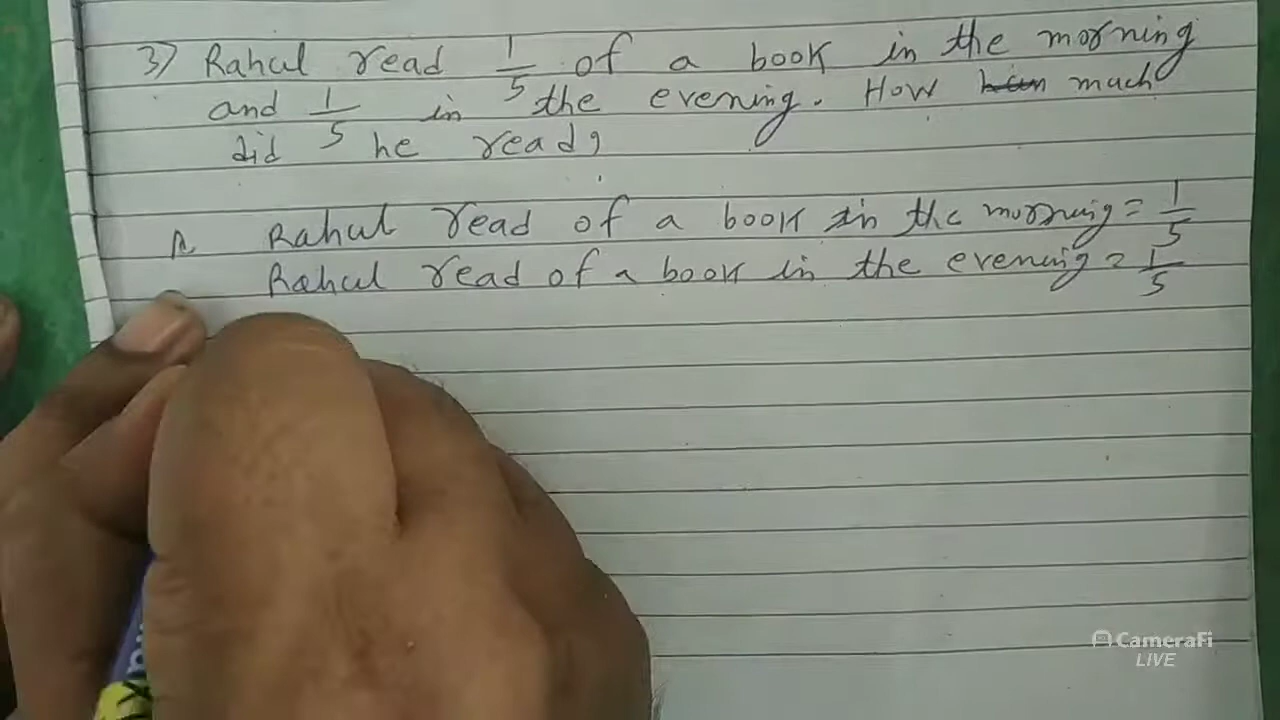 3) Rahul read 1/5 of a book in the morning
and 1/5 in the evening. How much
did he read?
A Rahul read of a book in the morning = 1/5
Rahul read of a book in the evening = 1/5
CameraFi
LIVE